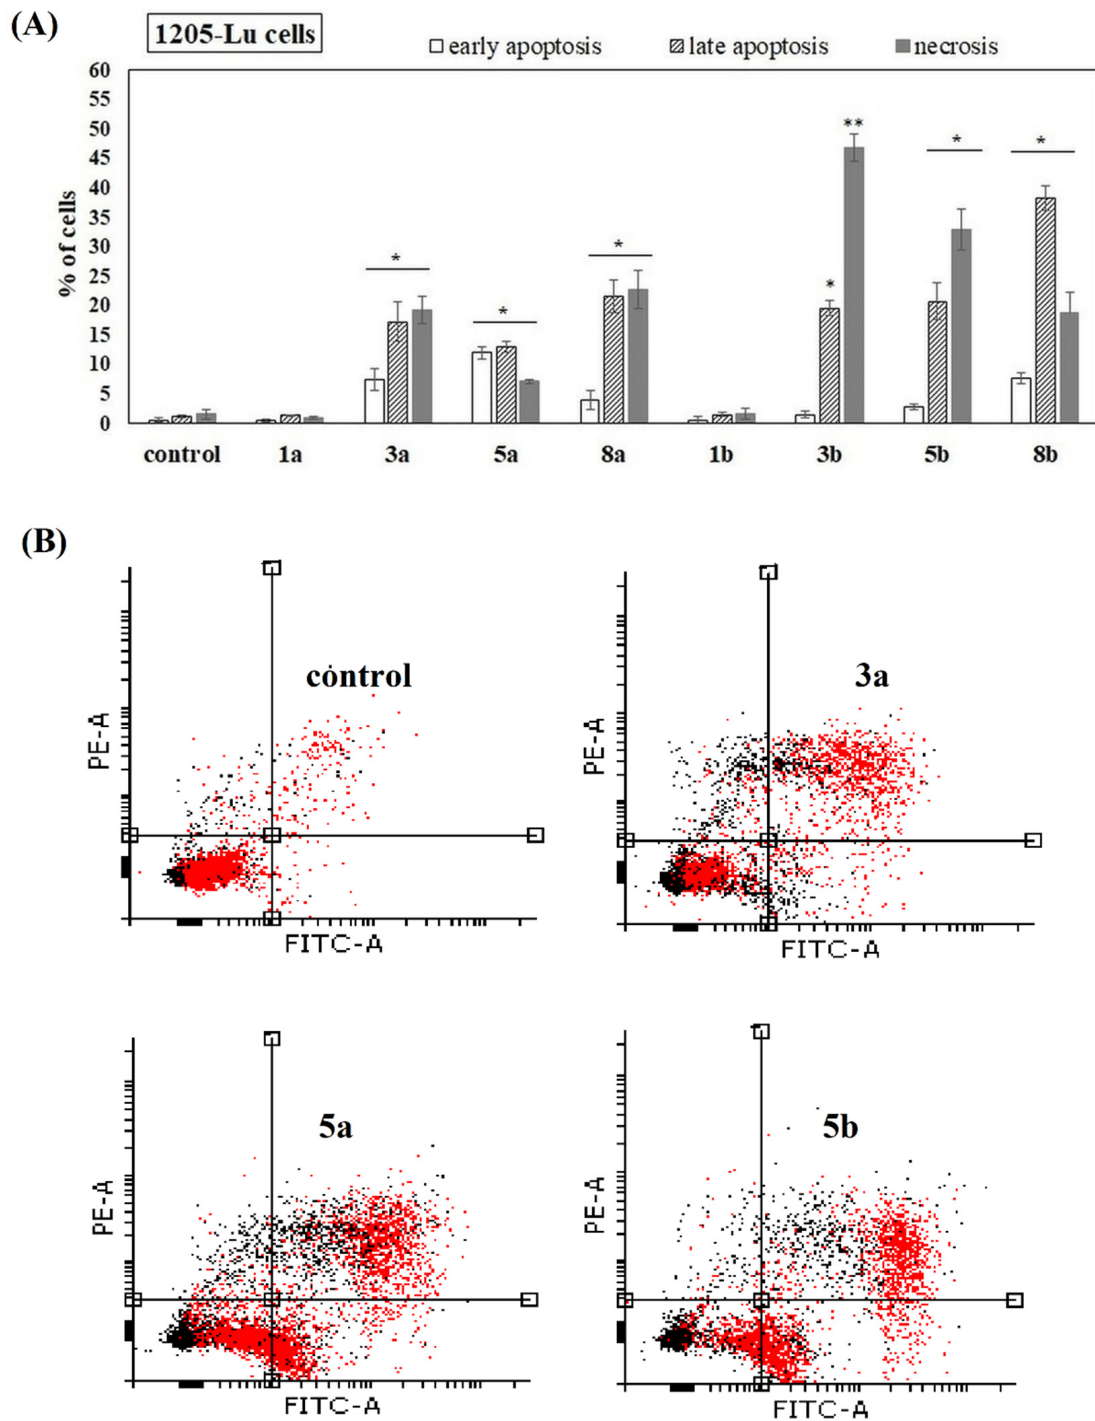 (A)
1205-Lu cells
early apoptosis late apoptosis necrosis
60
55
50
45
40
35
30
25
20
15
10
5
0
% of cells
*
*
*
*
**
*
*
control 1a 3a 5a 8a 1b 3b 5b 8b
(B)
control
PE-A
FITC-A
3a
PE-A
FITC-A
5a
PE-A
FITC-A
5b
PE-A
FITC-A